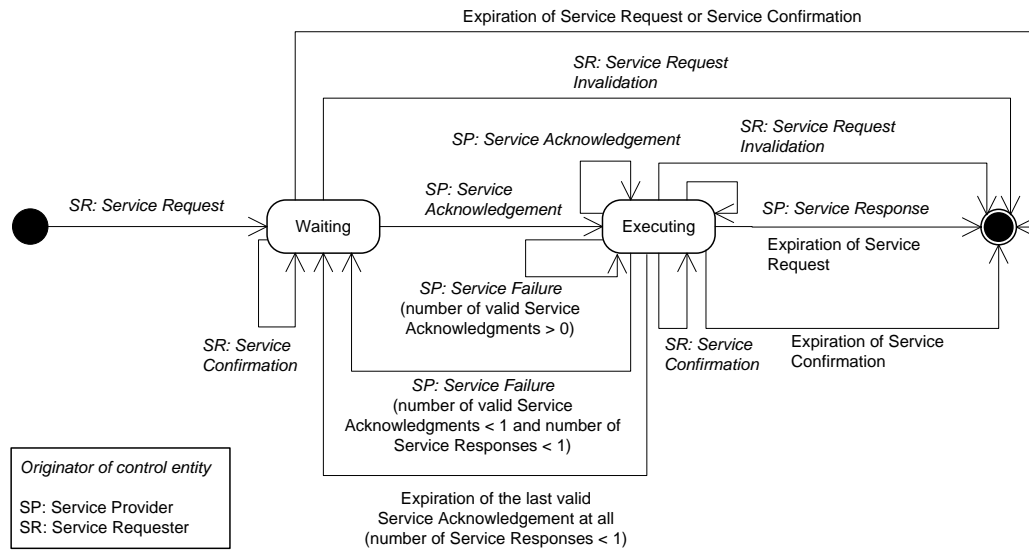 Expiration of Service Request or Service Confirmation
SR: Service Request
Invalidation
SP: Service Acknowledgement
SR: Service Request
Invalidation
SR: Service Request
SP: Service
Acknowledgement
Waiting
Executing
SP: Service Response
Expiration of Service
Request
SP: Service Failure
(number of valid Service
Acknowledgments > 0)
SR: Service
Confirmation
SR: Service
Confirmation
Expiration of Service
Confirmation
SP: Service Failure
(number of valid Service
Acknowledgments < 1 and number of
Service Responses < 1)
Originator of control entity
SP: Service Provider
SR: Service Requester
Expiration of the last valid
Service Acknowledgement at all
(number of Service Responses < 1)